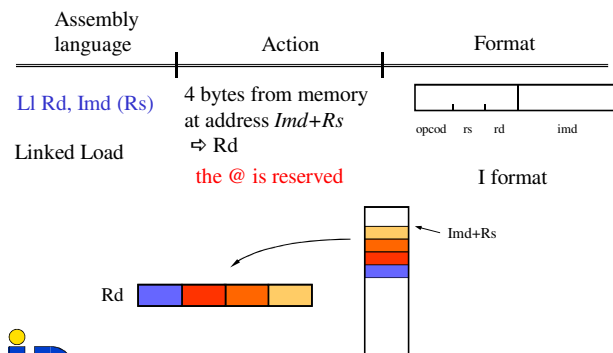 Assembly language
Action
Format
Ll Rd, Imd (Rs)
4 bytes from memory
at address Imd+Rs
⇨ Rd
opcod rs rd imd
Linked Load
the @ is reserved
I format
Imd+Rs
Rd